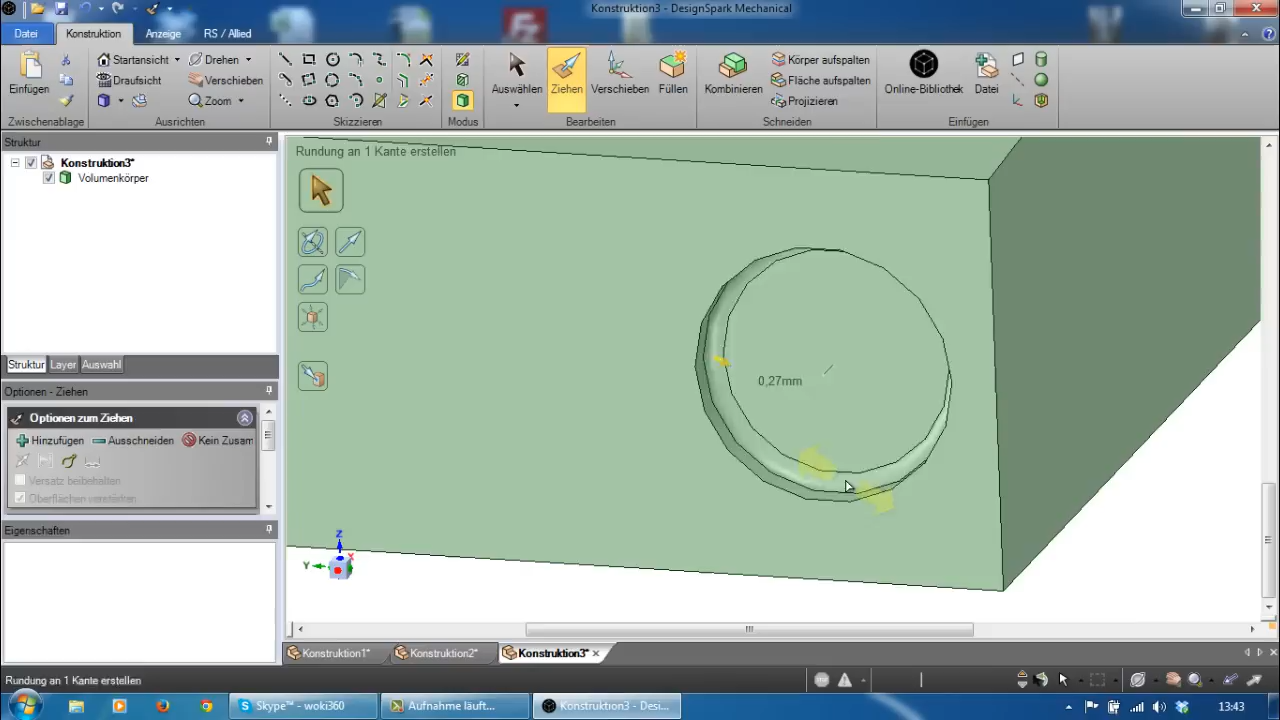 Konstruktion3* - DesignSpark Mechanical
Datei
Konstruktion
Anzeige
RS / Allied
Einfügen
Zwischenablage
Startansicht
Draufsicht
Drehen
Verschieben
Zoom
Ausrichten
Skizzieren
Modus
Auswählen
Ziehen
Verschieben
Füllen
Bearbeiten
Kombinieren
Körper aufspalten
Fläche aufspalten
Projizieren
Schneiden
Online-Bibliothek
Datei
Einfügen
Struktur
Konstruktion3*
Volumenkörper
Struktur Layer Auswahl
Optionen - Ziehen
Optionen zum Ziehen
Hinzufügen Ausschneiden Kein Zusam
Versatz beibehalten
Oberflächen verstreifen
Eigenschaften
Rundung an 1 Kante erstellen
0,27mm
Z
Y
X
Konstruktion1* Konstruktion2* Konstruktion3*
Rundung an 1 Kante erstellen
Skype™ - woki360
Aufnahme läuft...
Konstruktion3 - Desi...
13:43